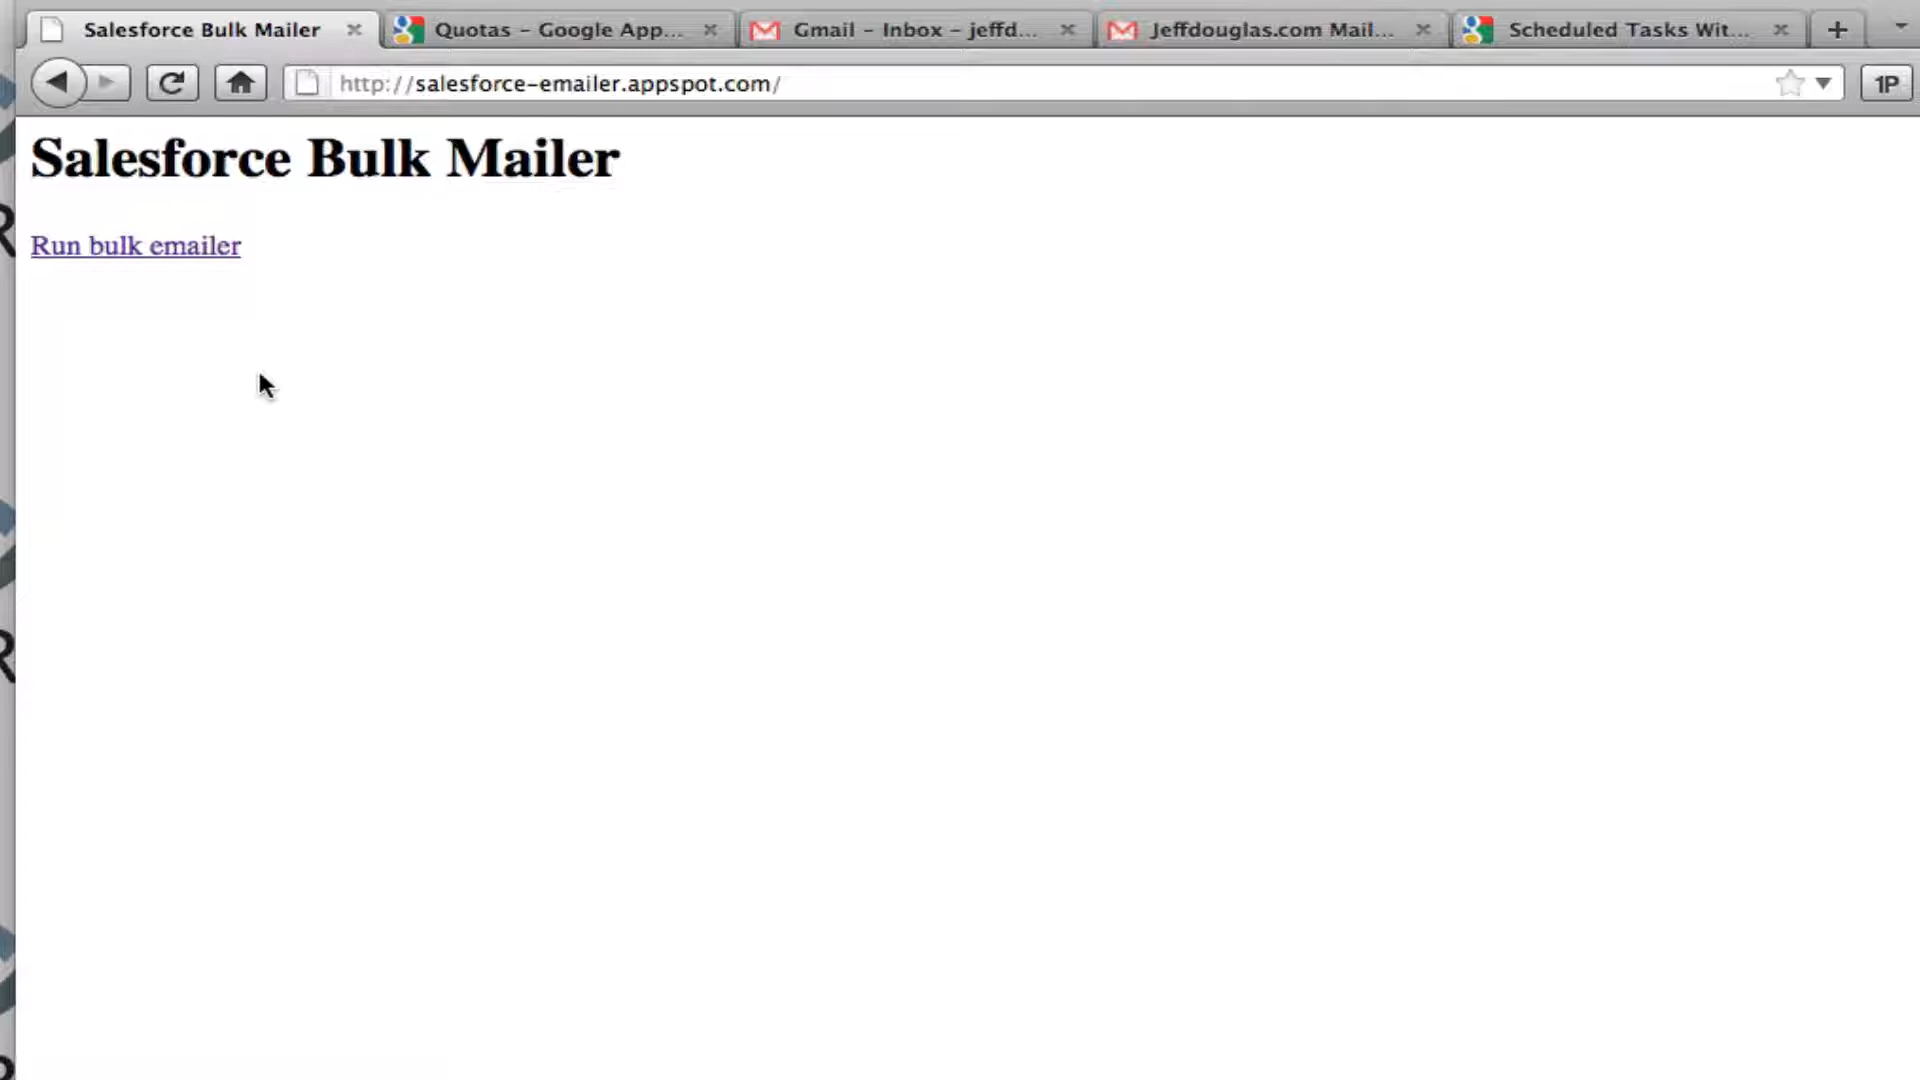 Salesforce Bulk Mailer
Quotas - Google App...
Gmail - Inbox - jeffd...
Jeffdouglas.com Mail...
Scheduled Tasks Wit...
http://salesforce-emailer.appspot.com/
1P
Salesforce Bulk Mailer
Run bulk emailer
R
R